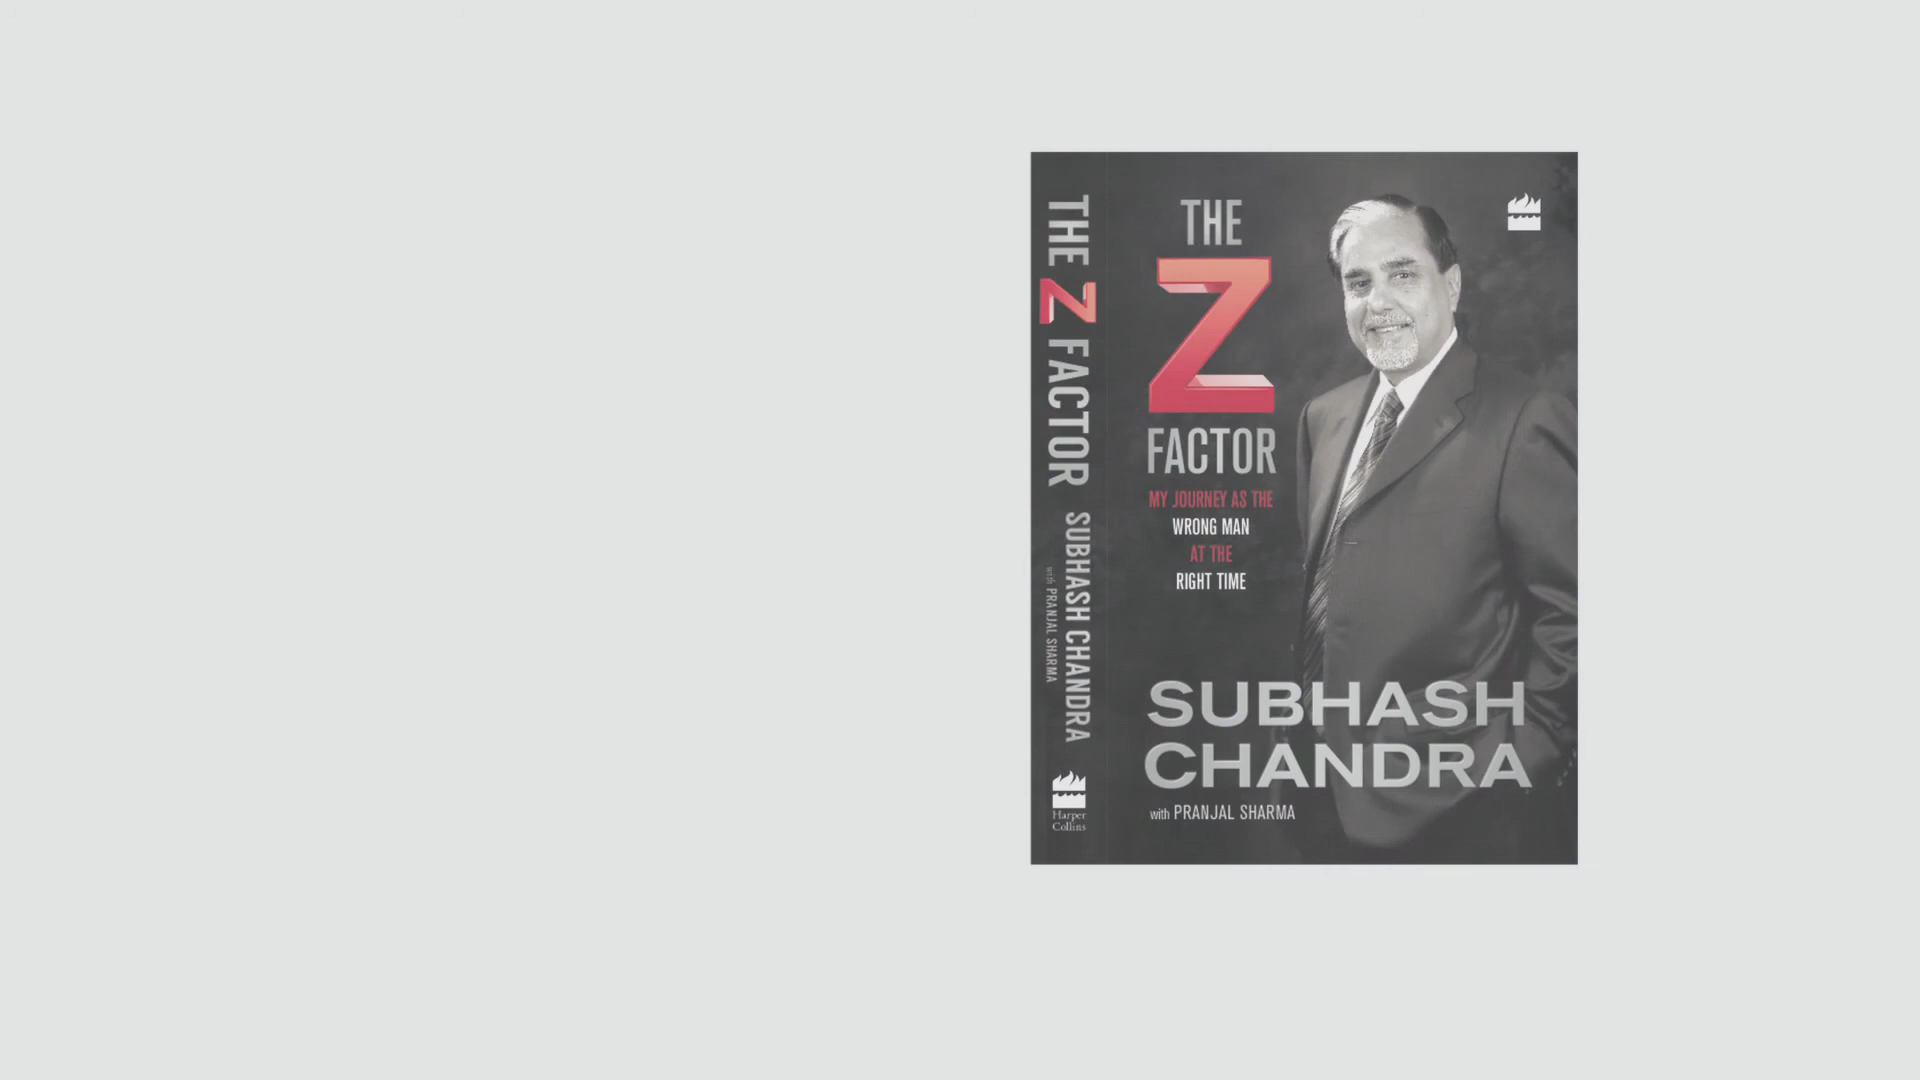 THE Z FACTOR
SUBHASH CHANDRA
with PRANJAL SHARMA
Harper
Collins
THE
Z
FACTOR
MY JOURNEY AS THE
WRONG MAN
AT THE
RIGHT TIME
SUBHASH
CHANDRA
with PRANJAL SHARMA